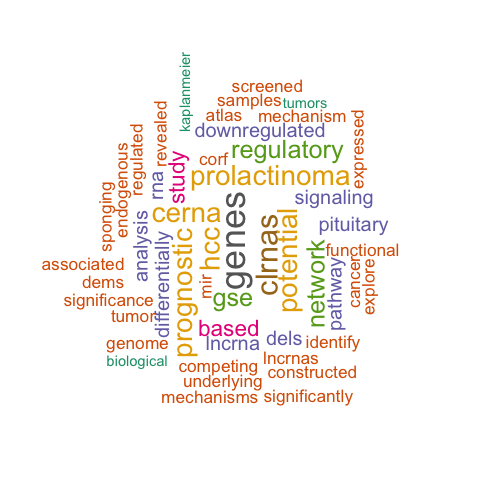 kaplanmeier
screened
samples
tumors
atlas
mechanism
downregulated
regulatory
expressed
revealed
regulated
endogenous
sponging
rna
study
corf
prolactinoma
signaling
cerna
pituitary
genes
cirnas
potential
analysis
differentially
prognostic
hcc
mir
gse
network
pathway
functional
cancer
explore
associated
dems
significance
tumor
based
genome
lncrna
dels
identify
biological
competing
lncrnas
underlying
constructed
mechanisms
significantly